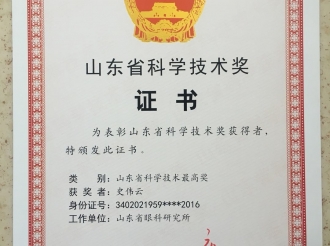 山东省科学技术奖
证书
为表彰山东省科学技术奖获得者，
特颁发此证书。
类　别：山东省科学技术最高奖
获 奖 者：史伟云
身份证号：3402021959****2016
工作单位：山东省眼科研究所